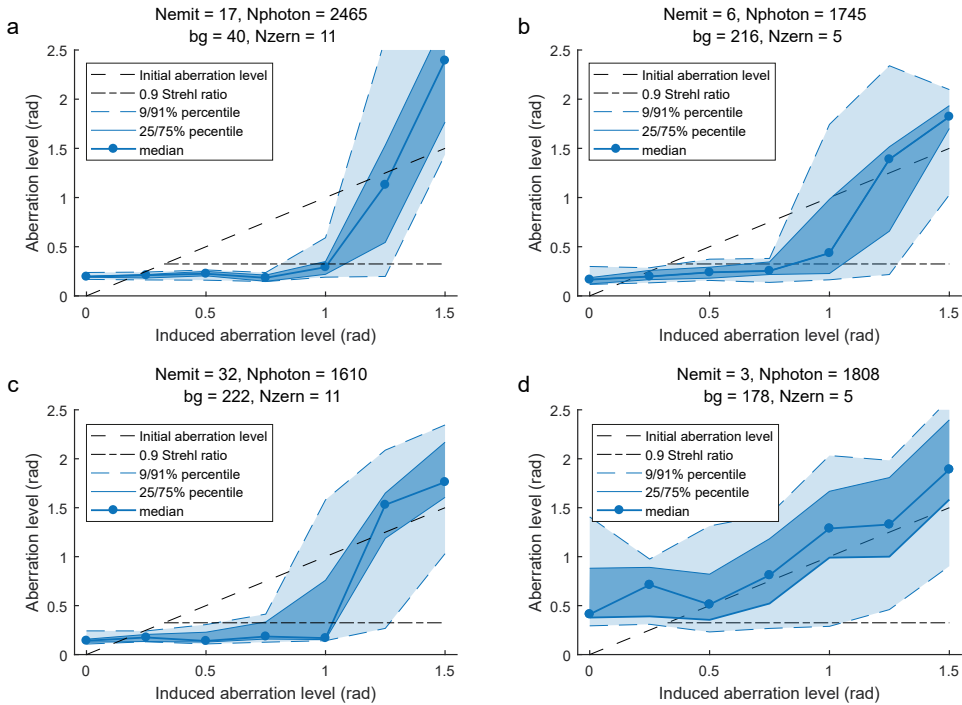 a
Nemit = 17, Nphoton = 2465
bg = 40, Nzern = 11
2.5
2
1.5
1
0.5
0
Aberration level (rad)
Initial aberration level
0.9 Strehl ratio
9/91% percentile
25/75% pecentile
median
0
0.5
1
1.5
Induced aberration level (rad)
b
Nemit = 6, Nphoton = 1745
bg = 216, Nzern = 5
2.5
2
1.5
1
0.5
0
Aberration level (rad)
Initial aberration level
0.9 Strehl ratio
9/91% percentile
25/75% pecentile
median
0
0.5
1
1.5
Induced aberration level (rad)
c
Nemit = 32, Nphoton = 1610
bg = 222, Nzern = 11
2.5
2
1.5
1
0.5
0
Aberration level (rad)
Initial aberration level
0.9 Strehl ratio
9/91% percentile
25/75% pecentile
median
0
0.5
1
1.5
Induced aberration level (rad)
d
Nemit = 3, Nphoton = 1808
bg = 178, Nzern = 5
2.5
2
1.5
1
0.5
0
Aberration level (rad)
Initial aberration level
0.9 Strehl ratio
9/91% percentile
25/75% pecentile
median
0
0.5
1
1.5
Induced aberration level (rad)